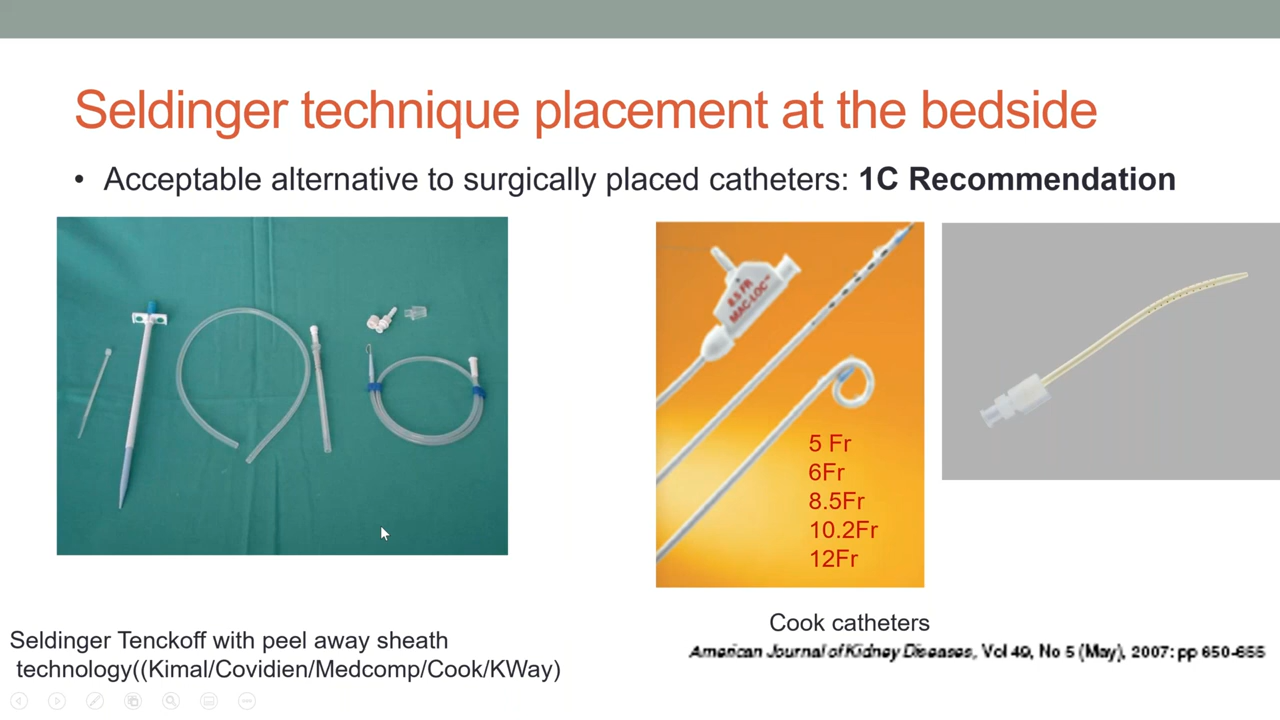 Seldinger technique placement at the bedside
• Acceptable alternative to surgically placed catheters: 1C Recommendation
8.5 FR
MAC-LOC™
5 Fr
6Fr
8.5Fr
10.2Fr
12Fr
Cook catheters
American Journal of Kidney Diseases, Vol 49, No 5 (May), 2007: pp 650-655
Seldinger Tenckoff with peel away sheath
technology((Kimal/Covidien/Medcomp/Cook/KWay)